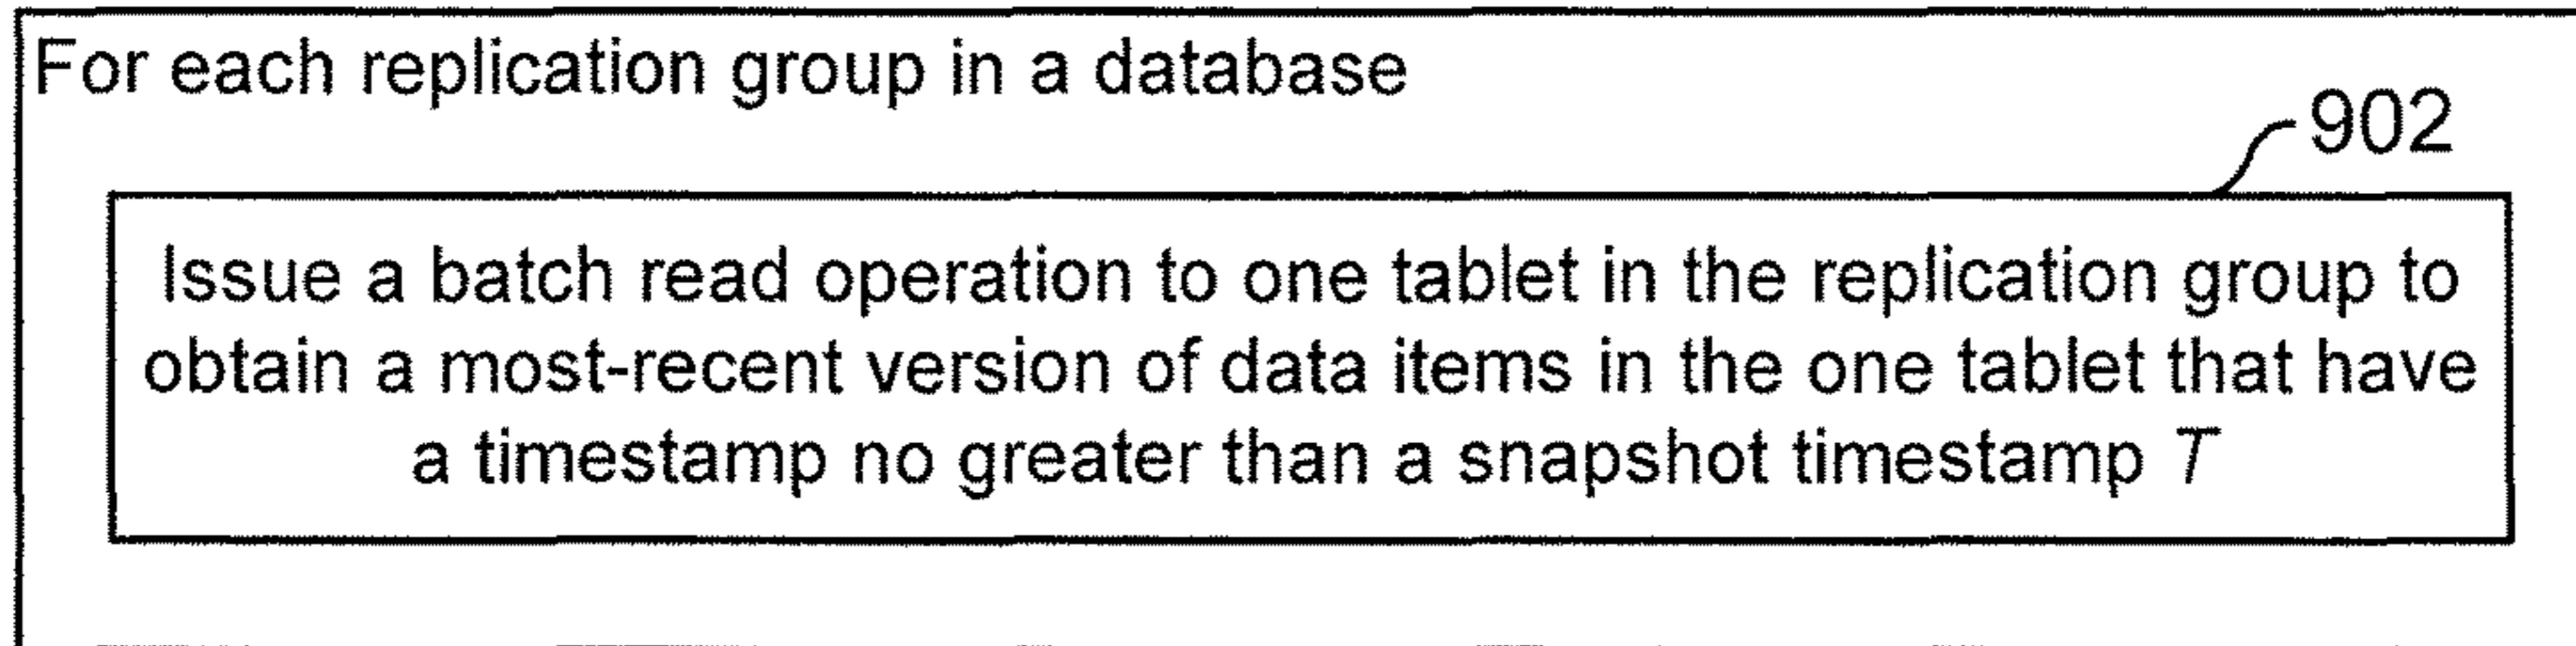 For each replication group in a database
902
Issue a batch read operation to one tablet in the replication group to
obtain a most-recent version of data items in the one tablet that have
a timestamp no greater than a snapshot timestamp T